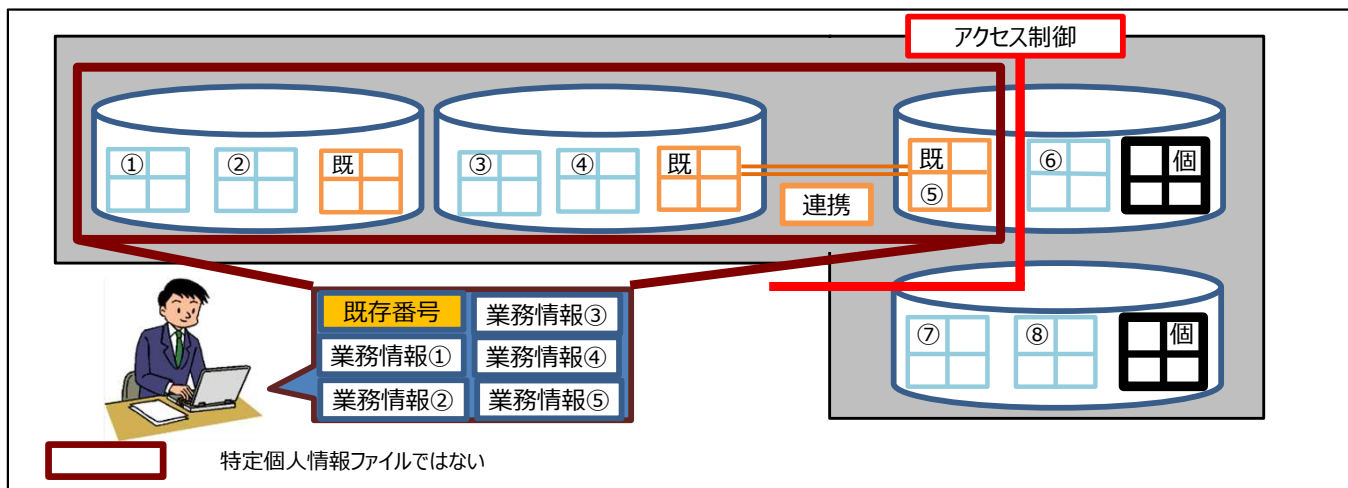 アクセス制御
① ② 既 ③ ④ 既 既 ⑥ 個
連携 ⑤
既存番号 業務情報③
業務情報① 業務情報④
業務情報② 業務情報⑤
⑦ ⑧ 個
特定個人情報ファイルではない